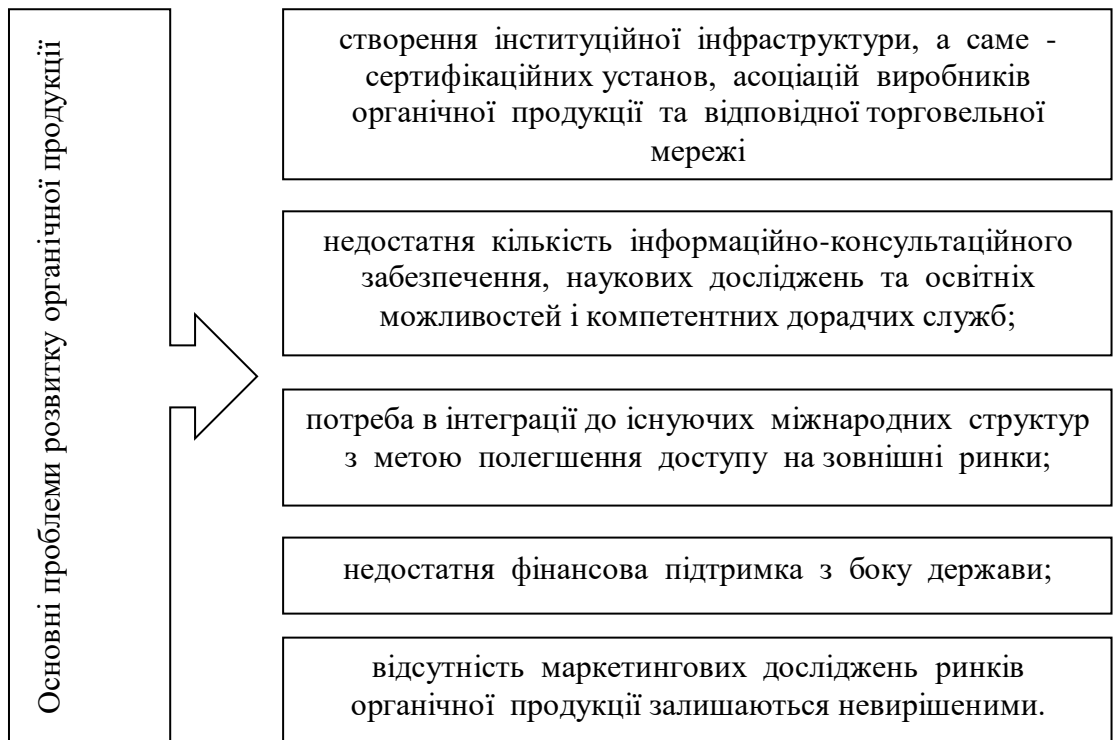 Основні проблеми розвитку органічної продукції
створення інституційної інфраструктури, а саме -
сертифікаційних установ, асоціацій виробників
органічної продукції та відповідної торговельної
мережі
недостатня кількість інформаційно-консультаційного
забезпечення, наукових досліджень та освітніх
можливостей і компетентних дорадчих служб;
потреба в інтеграції до існуючих міжнародних структур
з метою полегшення доступу на зовнішні ринки;
недостатня фінансова підтримка з боку держави;
відсутність маркетингових досліджень ринків
органічної продукції залишаються невирішеними.